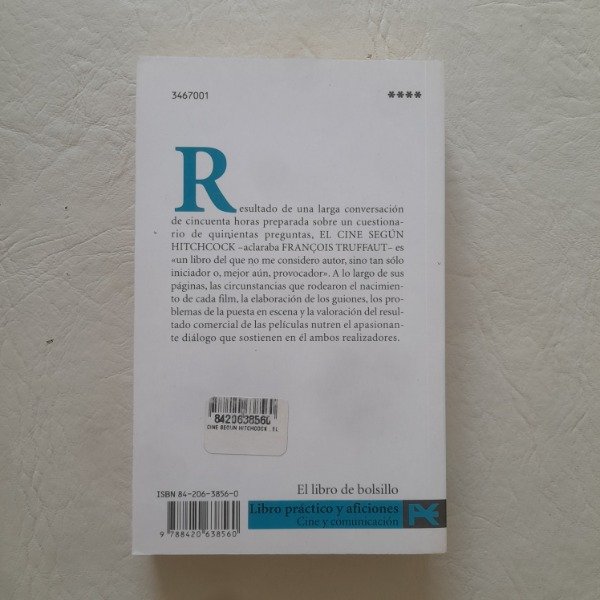 3467001
****
Resultado de una larga conversación
de cincuenta horas preparada sobre un cuestiona-
rio de quinientas preguntas, EL CINE SEGÚN
HITCHCOCK –aclaraba FRANÇOIS TRUFFAUT– es
«un libro del que no me considero autor, sino tan sólo
iniciador o, mejor aún, provocador». A lo largo de sus
páginas, las circunstancias que rodearon el nacimien-
to de cada film, la elaboración de los guiones, los pro-
blemas de la puesta en escena y la valoración del resul-
tado comercial de las películas nutren el apasionan-
te diálogo que sostienen en él ambos realizadores.
8420638560
CINE SEGUN HITCHCOCK, EL
El libro de bolsillo
ISBN 84-206-3856-0
Libro práctico y aficiones
Cine y comunicación
9 788420 638560